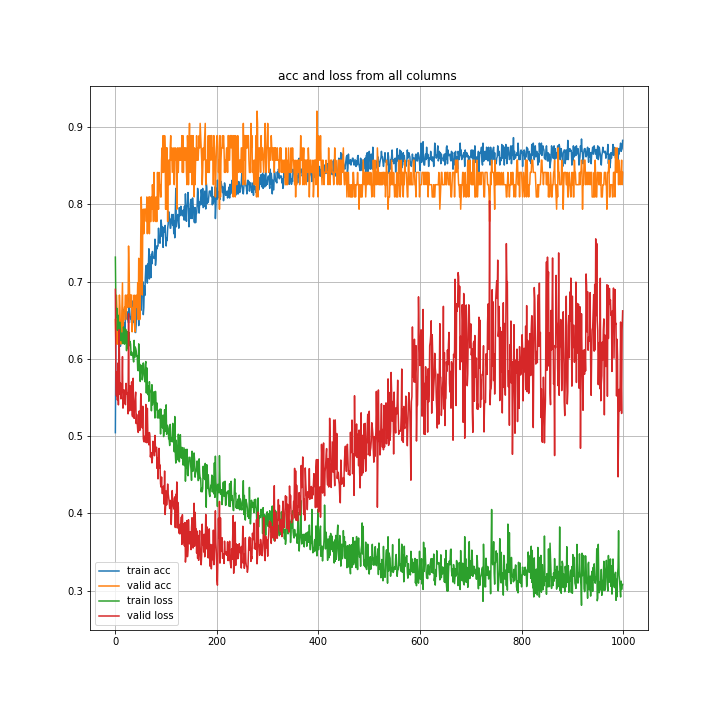 acc and loss from all columns
0.9
0.8
0.7
0.6
0.5
0.4
0.3
train acc
valid acc
train loss
valid loss
0 200 400 600 800 1000